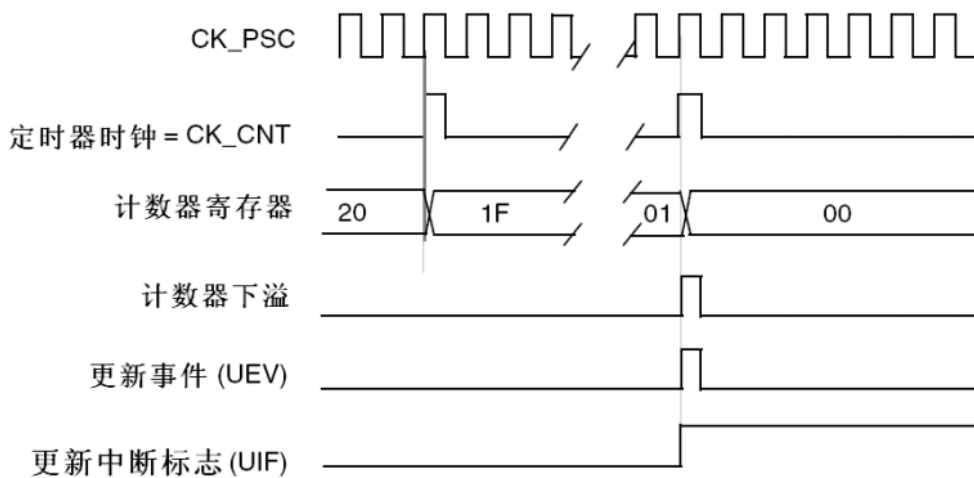 CK_PSC
定时器时钟 = CK_CNT
计数器寄存器 20 1F 01 00
计数器下溢
更新事件 (UEV)
更新中断标志 (UIF)